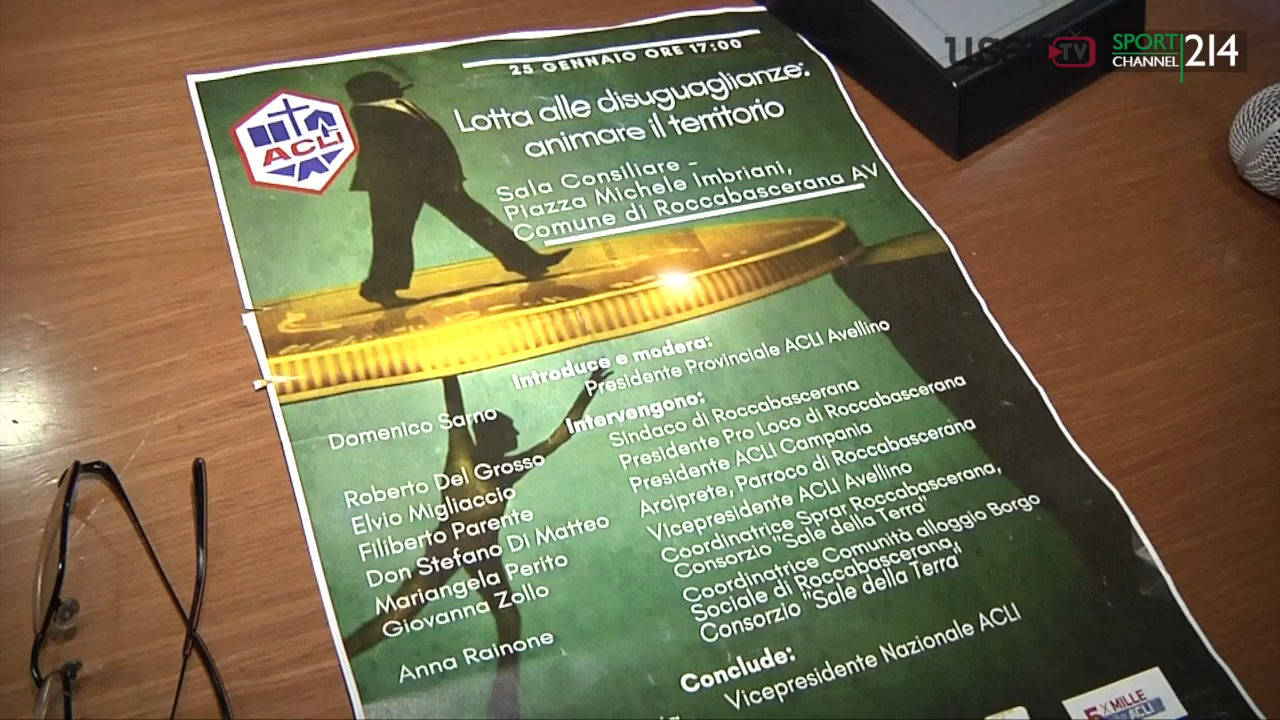 SPORT
CHANNEL 214
TV
25 GENNAIO ORE 17:00
Lotta alle disuguaglianze:
animare il territorio
ACLI
Sala Consiliare –
Piazza Michele Imbriani,
Comune di Roccabascerana AV
Introduce e modera:
Domenico Sarno Presidente Provinciale ACLI Avellino
Intervengono:
Roberto Del Grosso Sindaco di Roccabascerana
Elvio Migliaccio Presidente Pro Loco di Roccabascerana
Filiberto Parente Presidente ACLI Campania
Don Stefano Di Matteo Arciprete, Parroco di Roccabascerana
Mariangela Perito Vicepresidente ACLI Avellino
Giovanna Zollo Coordinatrice Sprar Roccabascerana,
Consorzio "Sale della Terra"
Anna Rainone Coordinatrice Comunità alloggio Borgo
Sociale di Roccabascerana,
Consorzio "Sale della Terra"
Conclude:
Vicepresidente Nazionale ACLI
5 X MILLE
ACLI